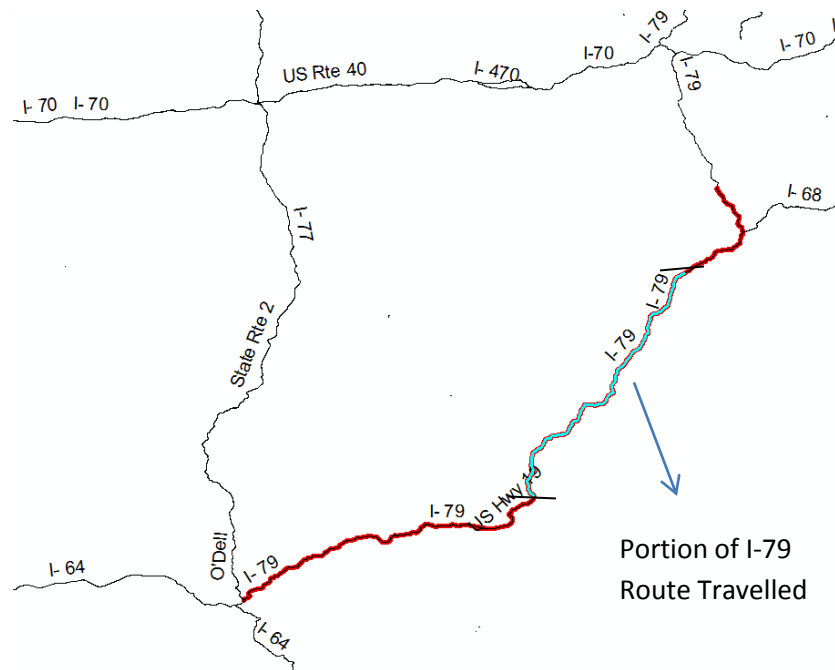 I- 79
I- 70
I
I-70
I- 470
US Rte 40
I- 79
I- 70
I- 70
I- 68
I- 77
I- 79
State Rte 2
I- 79
US Hwy 19
I- 79
O'Dell
I- 79
I- 64
I- 64
Portion of I-79
Route Travelled